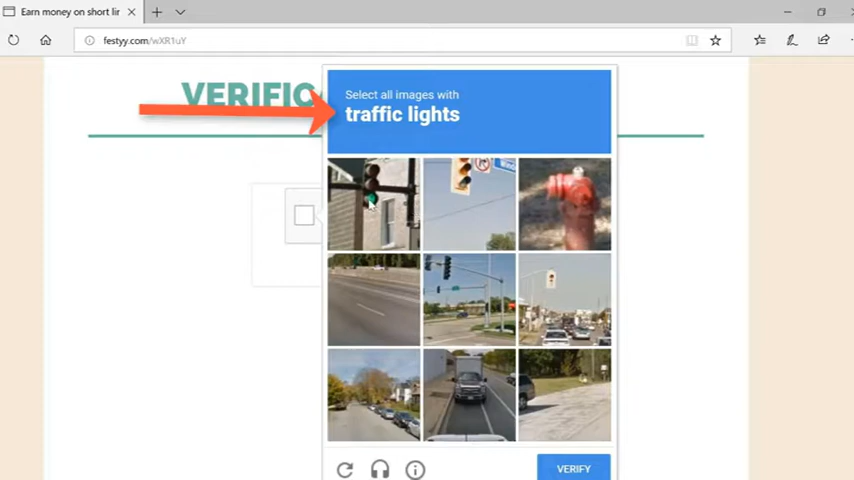 Earn money on short lir
festyy.com/wXR1uY
VERIFIC
Select all images with
traffic lights
VERIFY